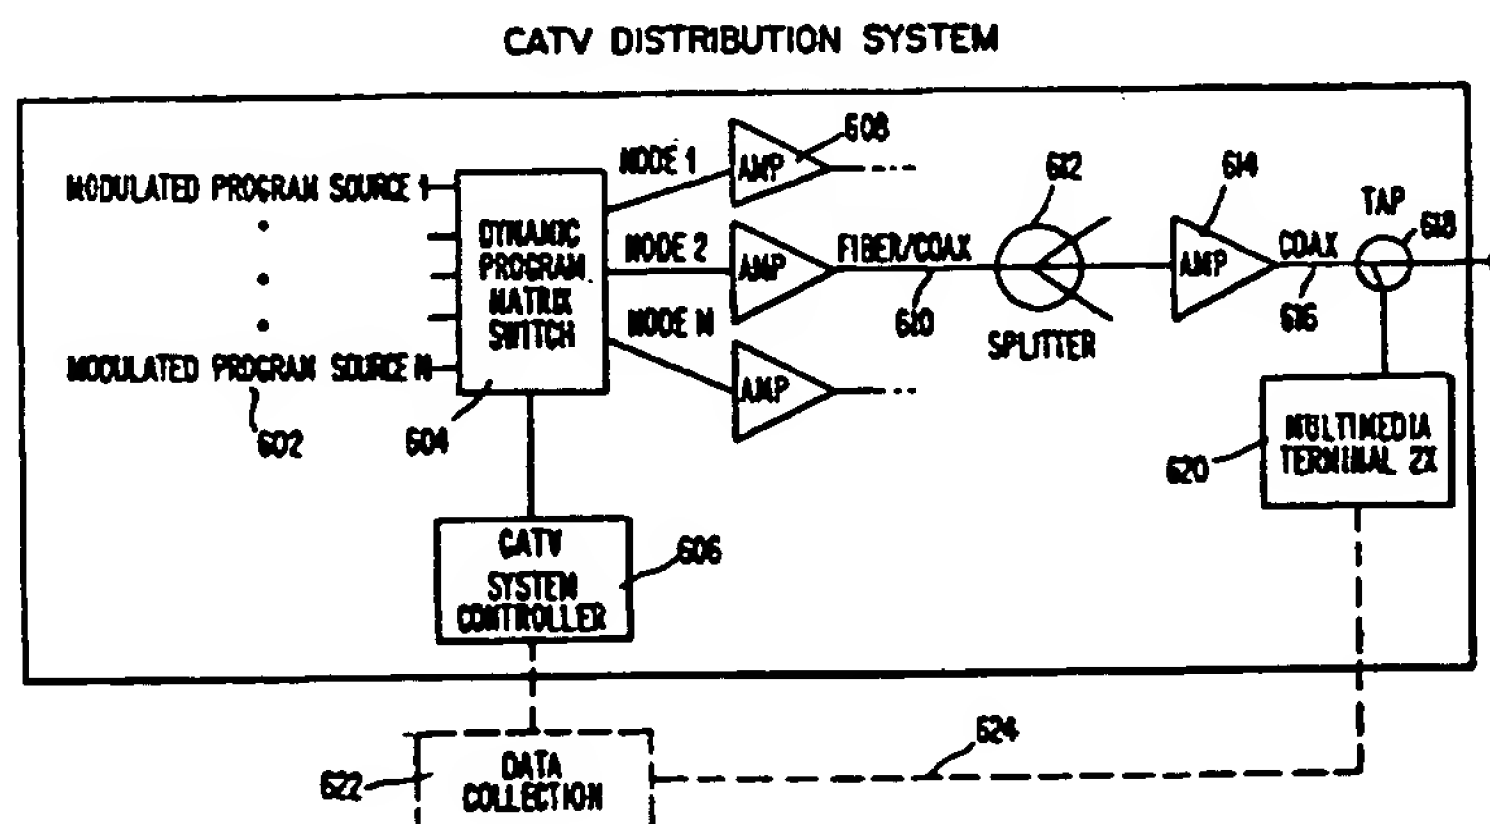 CATV DISTRIBUTION SYSTEM
608
NODE 1
AMP
612
614
TAP
618
MODULATED PROGRAM SOURCE 1
DYNAMIC
PROGRAM
MATRIX
SWITCH
NODE 2
AMP
FIBER/COAX
610
SPLITTER
AMP
COAX
616
NODE N
AMP
MODULATED PROGRAM SOURCE N
602
604
MULTIMEDIA
TERMINAL 2X
620
CATV
SYSTEM
CONTROLLER
606
624
622
DATA
COLLECTION